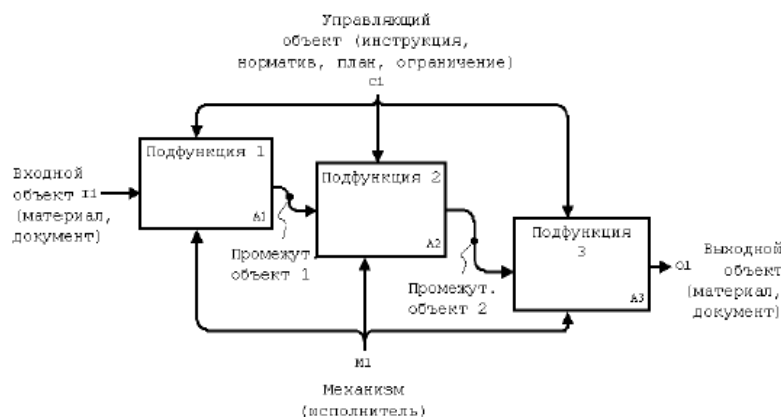 Управляющий
объект (инструкция,
норматив, план, ограничение)
C1
Подфункция 1
A1
Входной
объект I1
(материал,
документ)
Подфункция 2
A2
Промежут.
объект 1
Подфункция
3
A3
Промежут.
объект 2
O1
Выходной
объект
(материал,
документ)
M1
Механизм
(исполнитель)